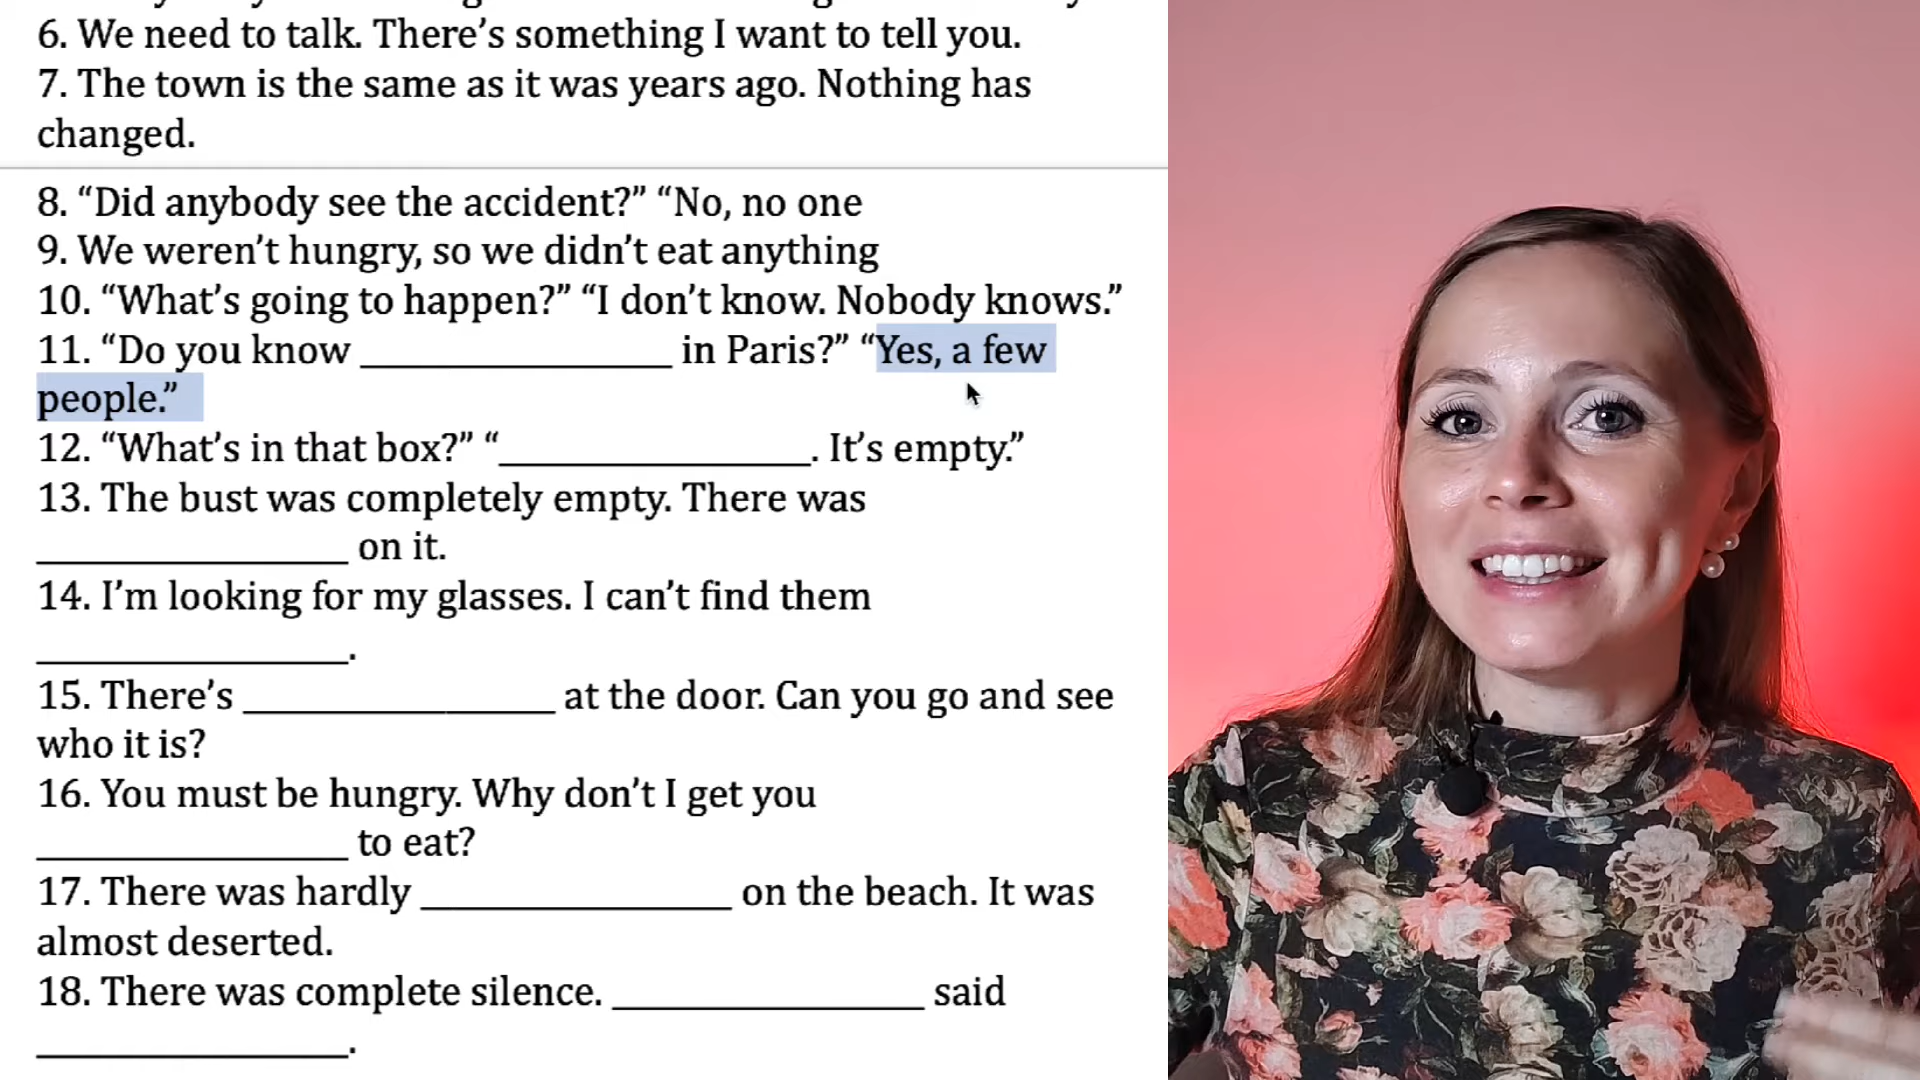 6. We need to talk. There’s something I want to tell you.
7. The town is the same as it was years ago. Nothing has
changed.
8. “Did anybody see the accident?” “No, no one
9. We weren’t hungry, so we didn’t eat anything
10. “What’s going to happen?” “I don’t know. Nobody knows.”
11. “Do you know ________________ in Paris?” “Yes, a few
people.”
12. “What’s in that box?” “________________. It’s empty.”
13. The bust was completely empty. There was
________________ on it.
14. I’m looking for my glasses. I can’t find them
________________.
15. There’s ________________ at the door. Can you go and see
who it is?
16. You must be hungry. Why don’t I get you
________________ to eat?
17. There was hardly ________________ on the beach. It was
almost deserted.
18. There was complete silence. ________________ said
________________.